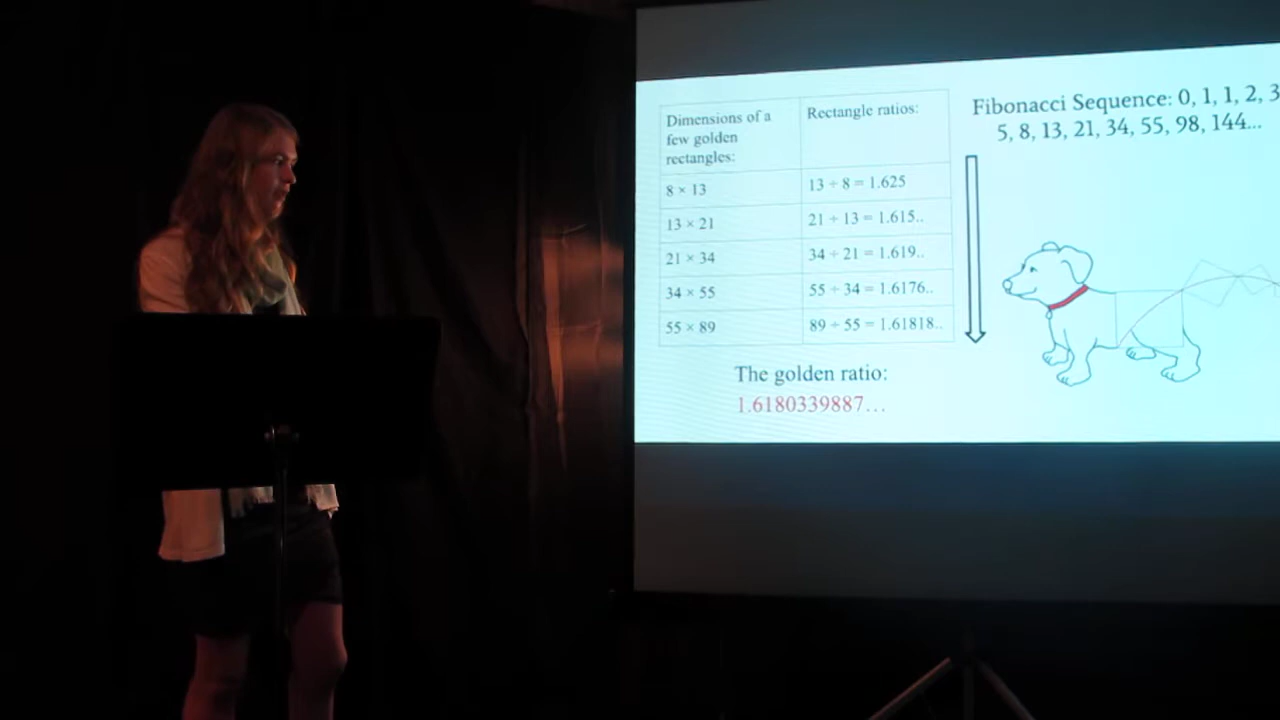 Dimensions of a
few golden
rectangles:
Rectangle ratios:
8 × 13
13 ÷ 8 = 1.625
13 × 21
21 ÷ 13 = 1.615..
21 × 34
34 ÷ 21 = 1.619..
34 × 55
55 ÷ 34 = 1.6176..
55 × 89
89 ÷ 55 = 1.61818..
The golden ratio:
1.6180339887…
Fibonacci Sequence: 0, 1, 1, 2, 3
5, 8, 13, 21, 34, 55, 98, 144...